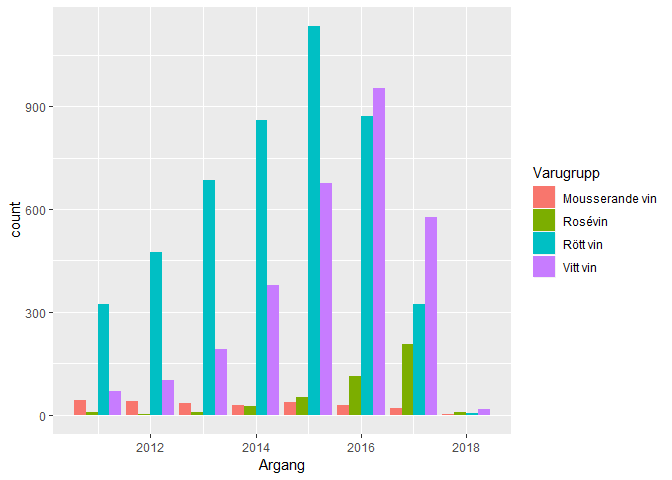 count
900
600
300
0
2012
2014
2016
2018
Argang
Varugrupp
Mousserande vin
Rosévin
Rött vin
Vitt vin